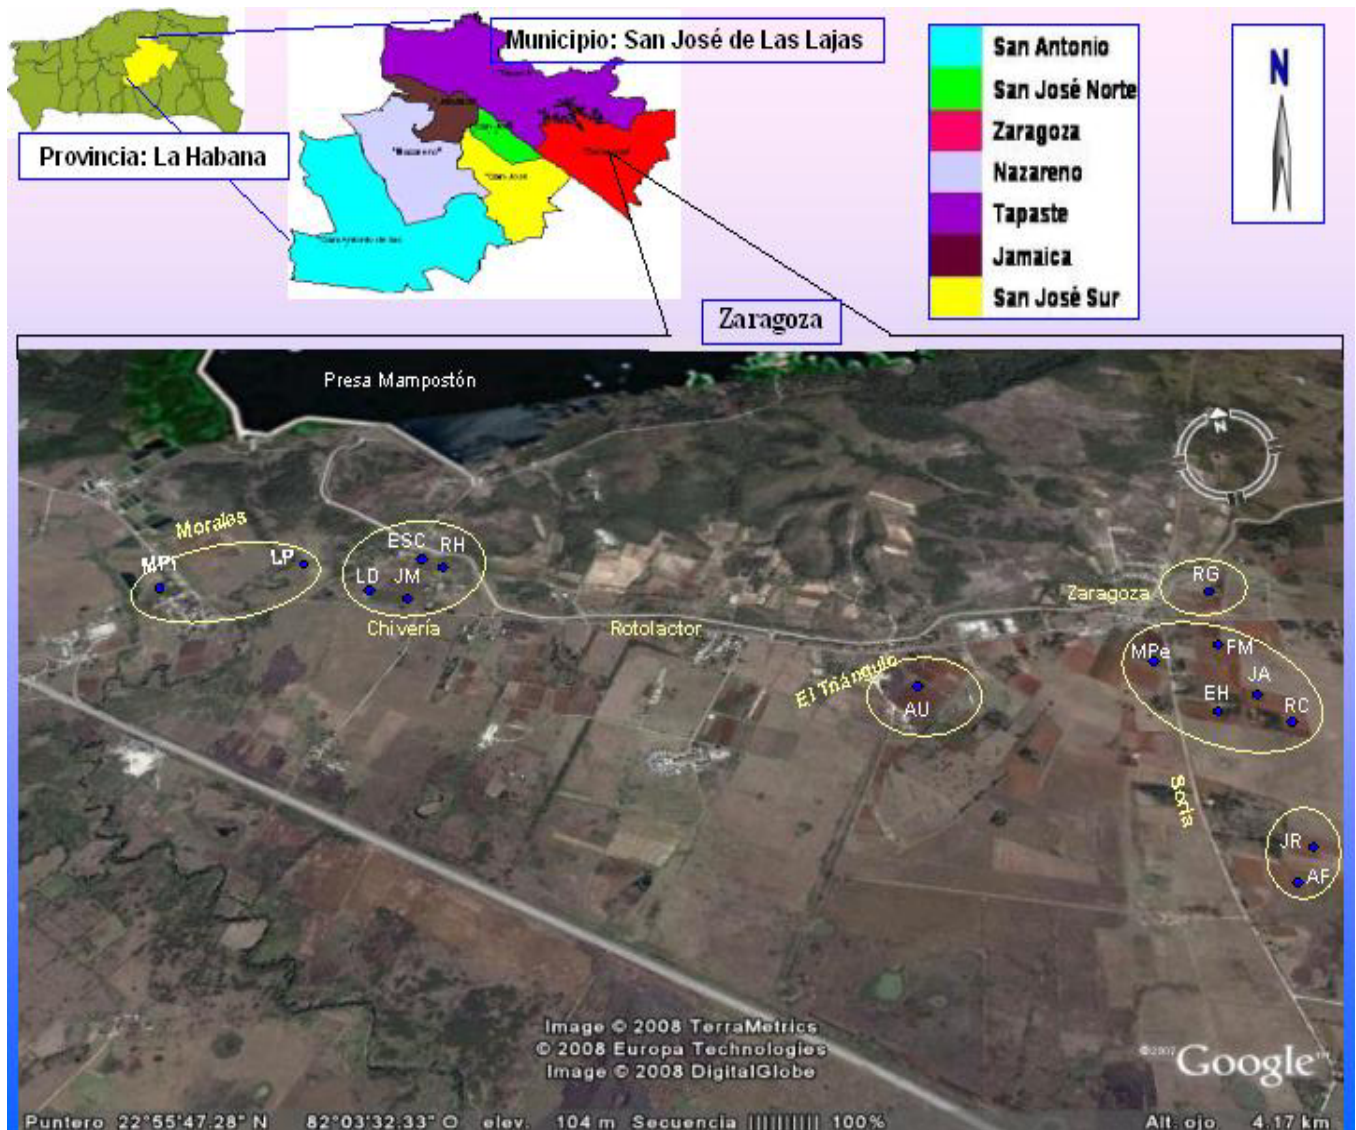 Municipio: San José de Las Lajas
Provincia: La Habana
"Nazareno"
San Antonio
San José Norte
Zaragoza
Nazareno
Tapaste
Jamaica
San José Sur
N
Zaragoza
Presa Mampostón
N
Morales
LP
ESC
RH
LD
JM
Chivería
Rotolactor
El Triángulo
AU
Zaragoza
RG
MPe
FM
JA
EH
RC
Soria
JR
AF
Image © 2008 TerraMetrics
© 2008 Europa Technologies
Image © 2008 DigitalGlobe
©2007 Google™
Puntero 22°55'47.28" N 82°03'32.33" O elev. 104 m Secuencia 100% Alt. ojo 4.17 km